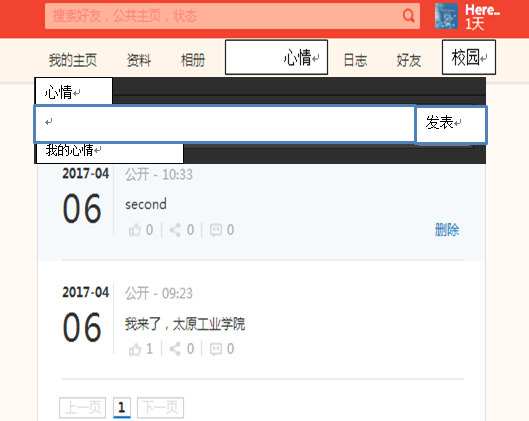 搜索好友，公共主页，状态
Here..
1天
我的主页 资料 相册 心情 日志 好友 校园
心情
发表
我的心情
2017-04 公开 - 10:33
06
second
0 0 0
删除
2017-04 公开 - 09:23
06
我来了，太原工业学院
1 0 0
上一页 1 下一页